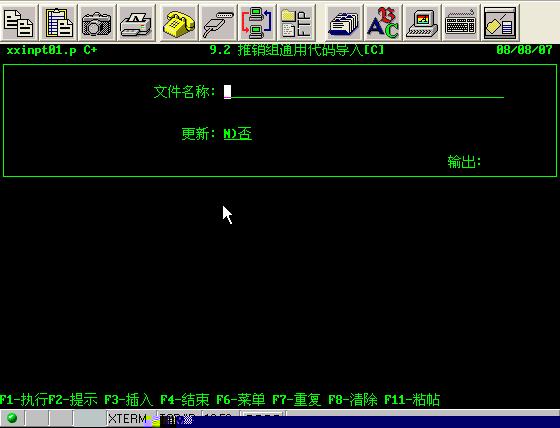 xxinpt01.p C+ 9.2 推销组通用代码导入[C] 08/08/07
文件名称:
更新: N)否
输出:
F1-执行F2-提示 F3-插入 F4-结束 F6-菜单 F7-重复 F8-清除 F11-粘帖
XTERM